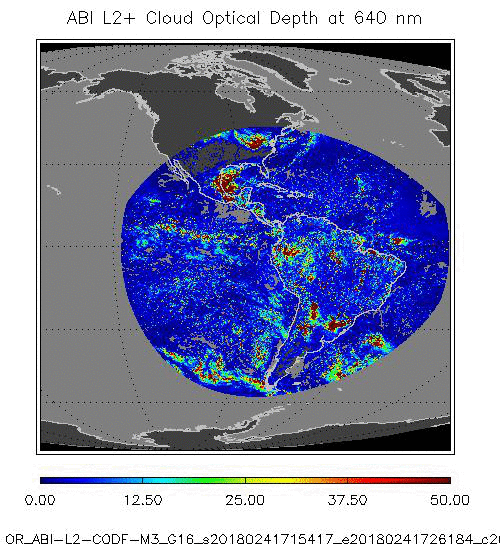 ABI L2+ Cloud Optical Depth at 640 nm
0.00 12.50 25.00 37.50 50.00
OR_ABI-L2-CODF-M3_G16_s20180241715417_e20180241726184_c2